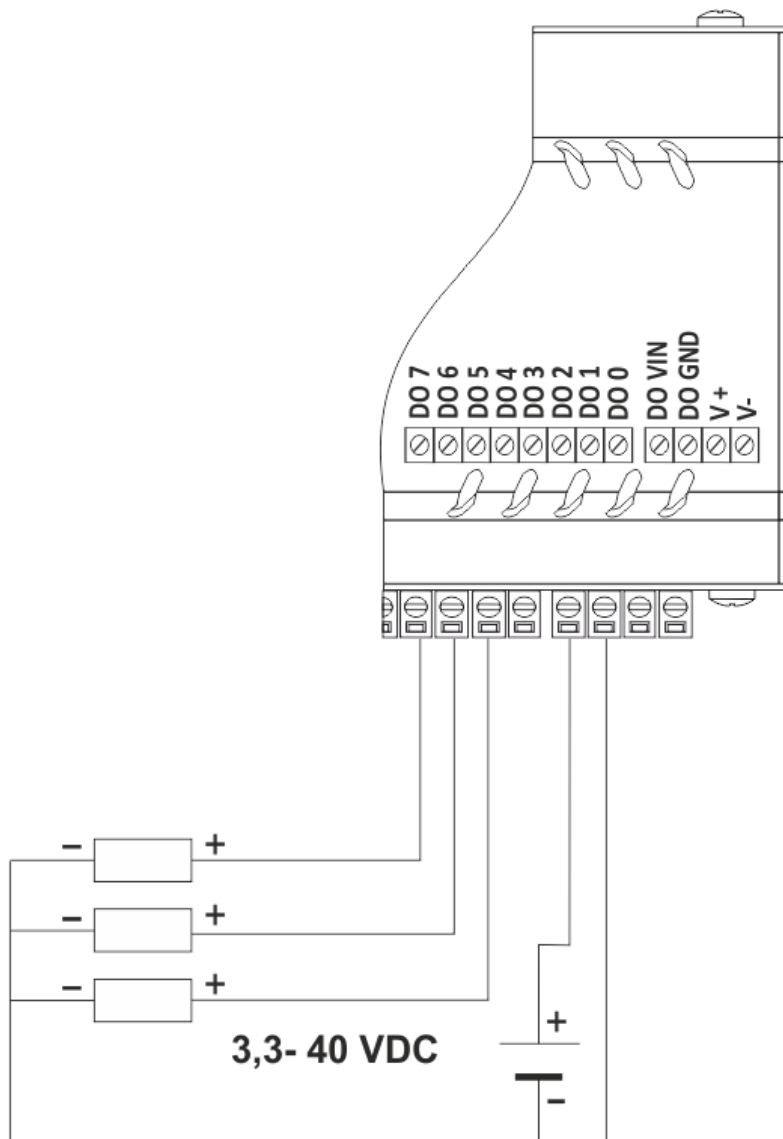 DO 7
DO 6
DO 5
DO 4
DO 3
DO 2
DO 1
DO 0
DO VIN
DO GND
V +
V-
- +
- +
- +
3,3- 40 VDC
+
-